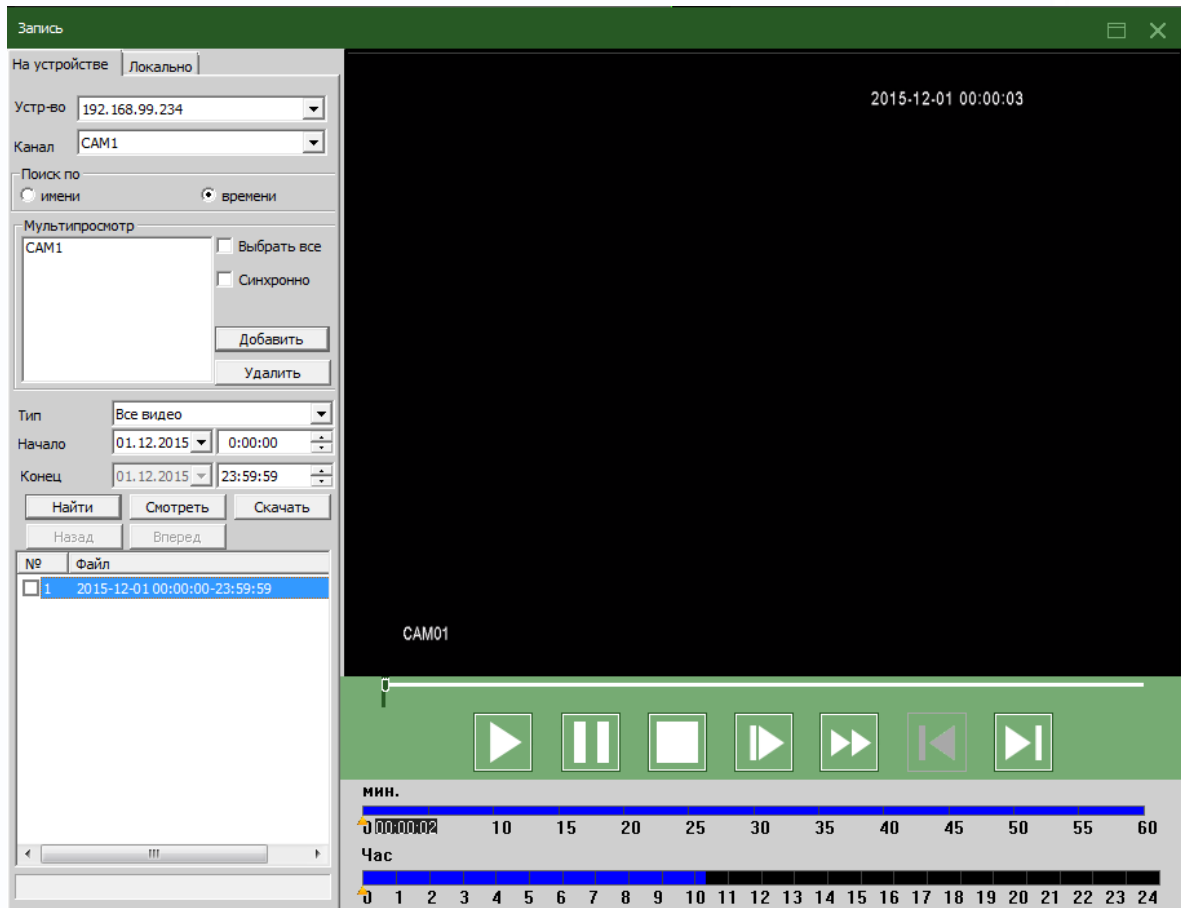 Запись
На устройстве Локально
Устр-во 192.168.99.234
Канал CAM1
Поиск по
имени времени
Мультипросмотр
CAM1
Выбрать все
Синхронно
Добавить
Удалить
Тип Все видео
Начало 01.12.2015 0:00:00
Конец 01.12.2015 23:59:59
Найти Смотреть Скачать
Назад Вперед
№ Файл
1 2015-12-01 00:00:00-23:59:59
2015-12-01 00:00:03
CAM01
мин.
0 00:00:02 10 15 20 25 30 35 40 45 50 55 60
Час
0 1 2 3 4 5 6 7 8 9 10 11 12 13 14 15 16 17 18 19 20 21 22 23 24